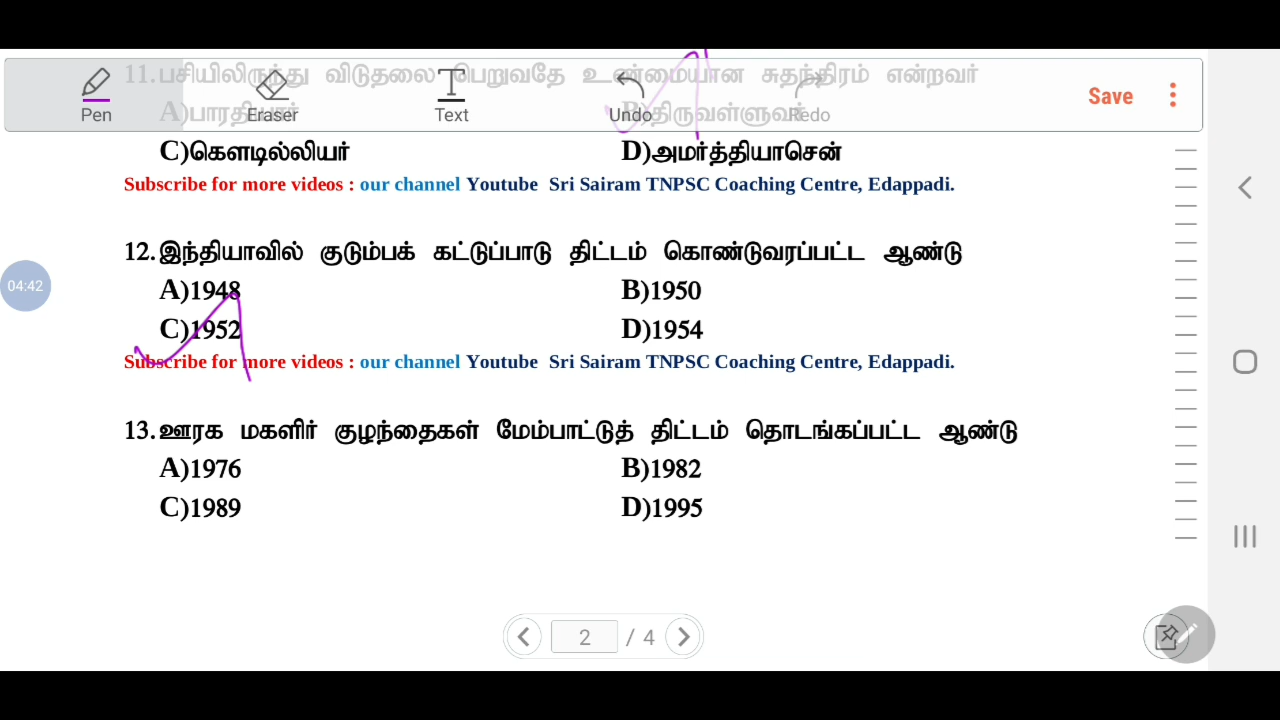 11. பசியிலிருந்து விடுதலை பெறுவதே உண்மையான சுதந்திரம் என்றவர்
Pen Eraser Text Undo Redo Save
A)பாரதியார் B)திருவள்ளுவர்
C)கௌடில்லியர் D)அமர்த்தியாசென்
Subscribe for more videos : our channel Youtube Sri Sairam TNPSC Coaching Centre, Edappadi.
12. இந்தியாவில் குடும்பக் கட்டுப்பாடு திட்டம் கொண்டுவரப்பட்ட ஆண்டு
04:42
A)1948 B)1950
C)1952 D)1954
Subscribe for more videos : our channel Youtube Sri Sairam TNPSC Coaching Centre, Edappadi.
13. ஊரக மகளிர் குழந்தைகள் மேம்பாட்டுத் திட்டம் தொடங்கப்பட்ட ஆண்டு
A)1976 B)1982
C)1989 D)1995
2 / 4